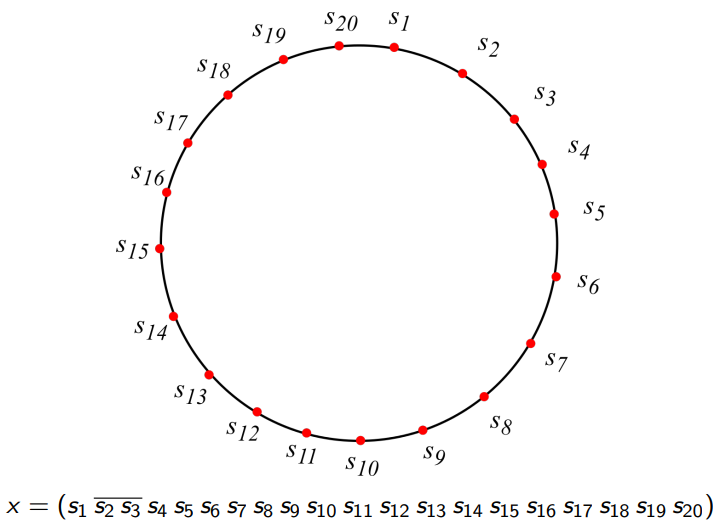 s20 s1
s19 s2
s18 s3
s17 s4
s16 s5
s15 s6
s14 s7
s13 s8
s12 s9
s11 s10
x = (s₁ s̅₂ s̅₃ s₄ s₅ s₆ s₇ s₈ s₉ s₁₀ s₁₁ s₁₂ s₁₃ s₁₄ s₁₅ s₁₆ s₁₇ s₁₈ s₁₉ s₂₀)